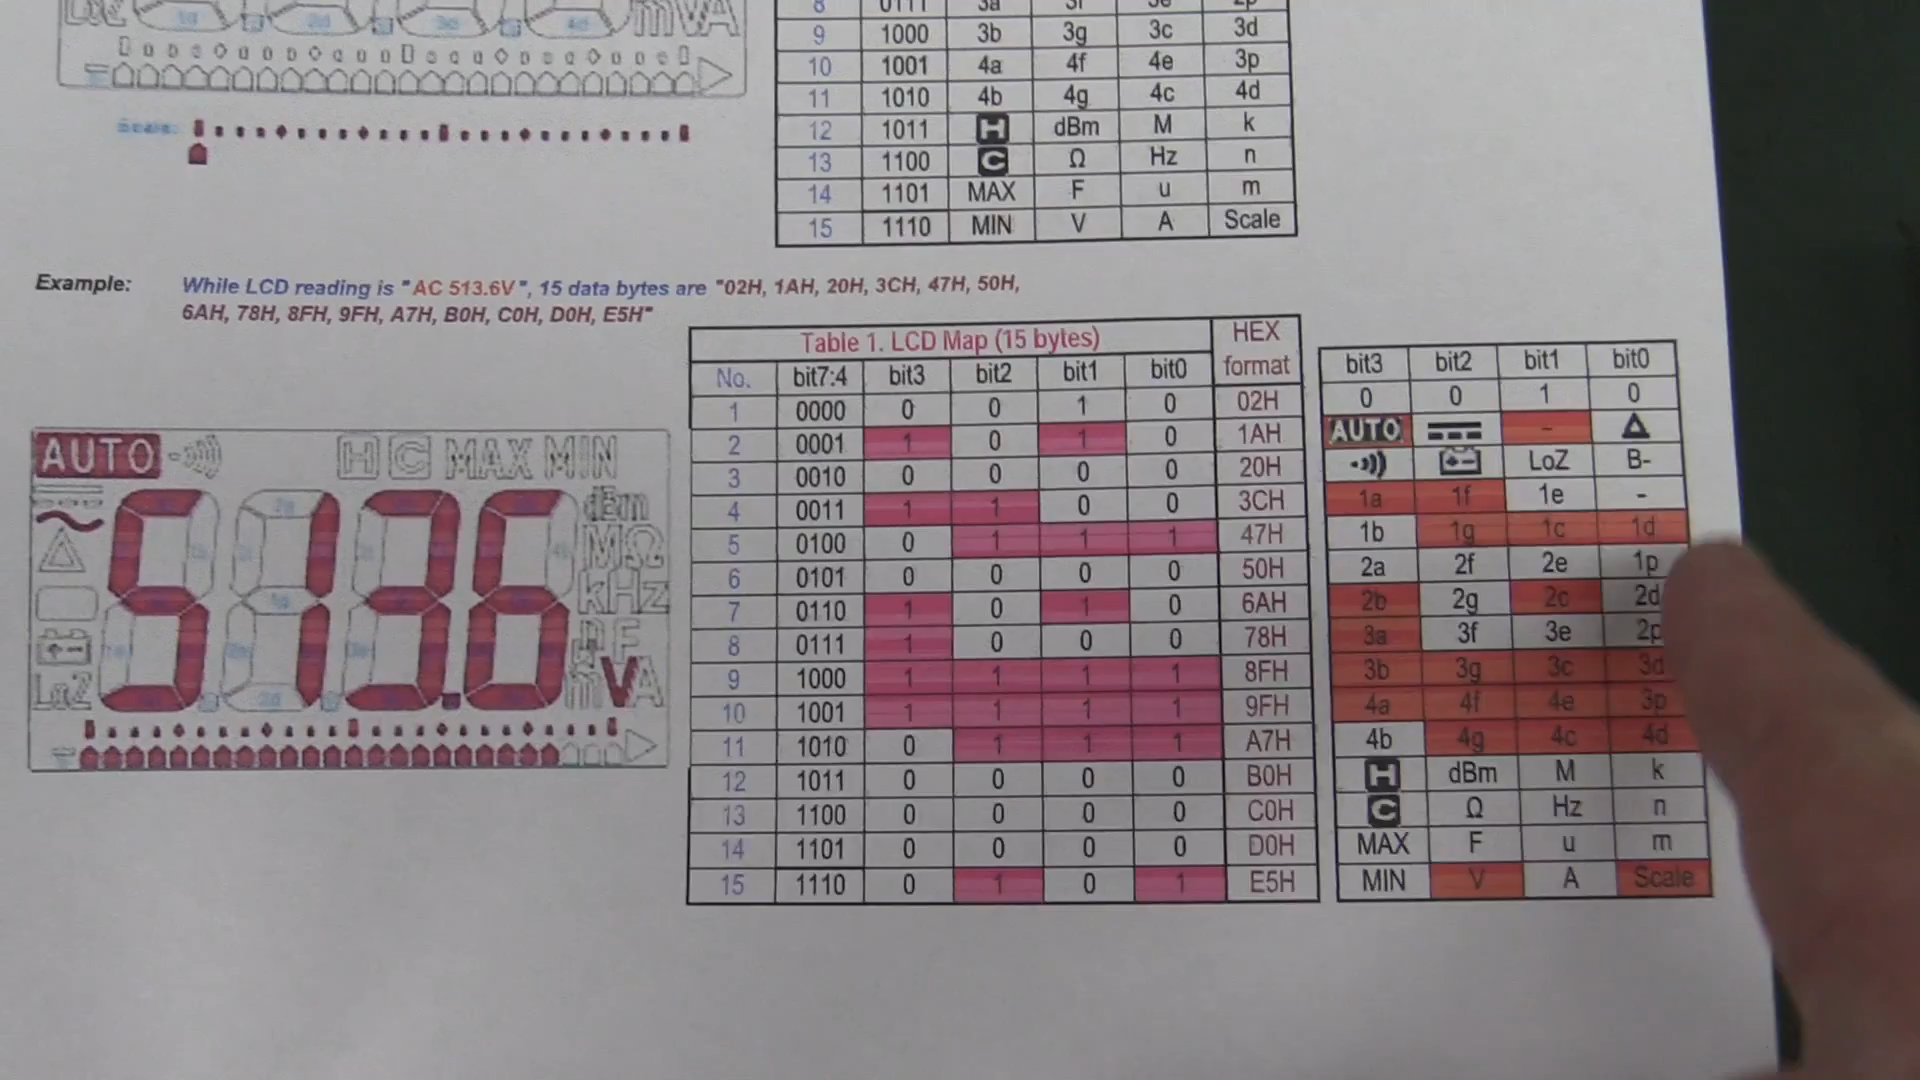 LoZ mVA
8 0111 3a 3f 3e 2p
9 1000 3b 3g 3c 3d
10 1001 4a 4f 4e 3p
11 1010 4b 4g 4c 4d
Scale: 12 1011 H dBm M k
13 1100 C Ω Hz n
14 1101 MAX F u m
15 1110 MIN V A Scale
Example: While LCD reading is "AC 513.6V", 15 data bytes are "02H, 1AH, 20H, 3CH, 47H, 50H,
6AH, 78H, 8FH, 9FH, A7H, B0H, C0H, D0H, E5H"
AUTO H C MAX MIN
513.6
dBm
MΩ
kHz
nF
LoZ mVA
Table 1. LCD Map (15 bytes) HEX format
No. bit7:4 bit3 bit2 bit1 bit0
1 0000 0 0 1 0 02H
2 0001 1 0 1 0 1AH
3 0010 0 0 0 0 20H
4 0011 1 1 0 0 3CH
5 0100 0 1 1 1 47H
6 0101 0 0 0 0 50H
7 0110 1 0 1 0 6AH
8 0111 1 0 0 0 78H
9 1000 1 1 1 1 8FH
10 1001 1 1 1 1 9FH
11 1010 0 1 1 1 A7H
12 1011 0 0 0 0 B0H
13 1100 0 0 0 0 C0H
14 1101 0 0 0 0 D0H
15 1110 0 1 0 1 E5H
bit3 bit2 bit1 bit0
0 0 1 0
AUTO - Δ
LoZ B-
1a 1f 1e -
1b 1g 1c 1d
2a 2f 2e 1p
2b 2g 2c 2d
3a 3f 3e 2p
3b 3g 3c 3d
4a 4f 4e 3p
4b 4g 4c 4d
H dBm M k
C Ω Hz n
MAX F u m
MIN V A Scale